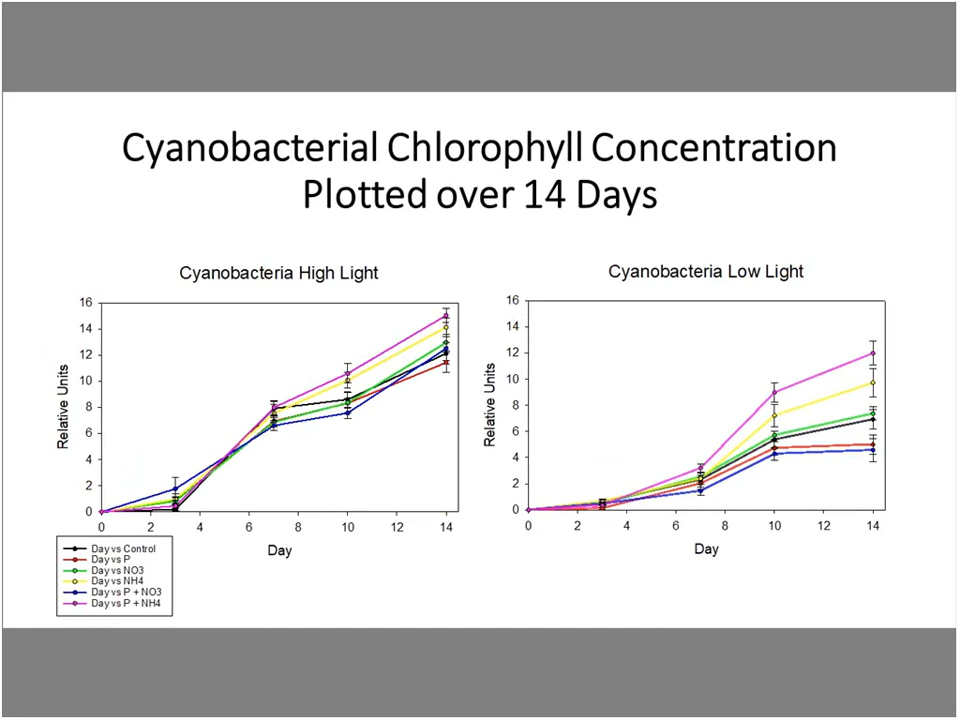 Cyanobacterial Chlorophyll Concentration
Plotted over 14 Days
Cyanobacteria High Light
16
14
12
10
8
6
4
2
0
Relative Units
0 2 4 6 8 10 12 14
Day
Day vs Control
Day vs P
Day vs NO3
Day vs NH4
Day vs P + NO3
Day vs P + NH4
Cyanobacteria Low Light
16
14
12
10
8
6
4
2
0
Relative Units
0 2 4 6 8 10 12 14
Day